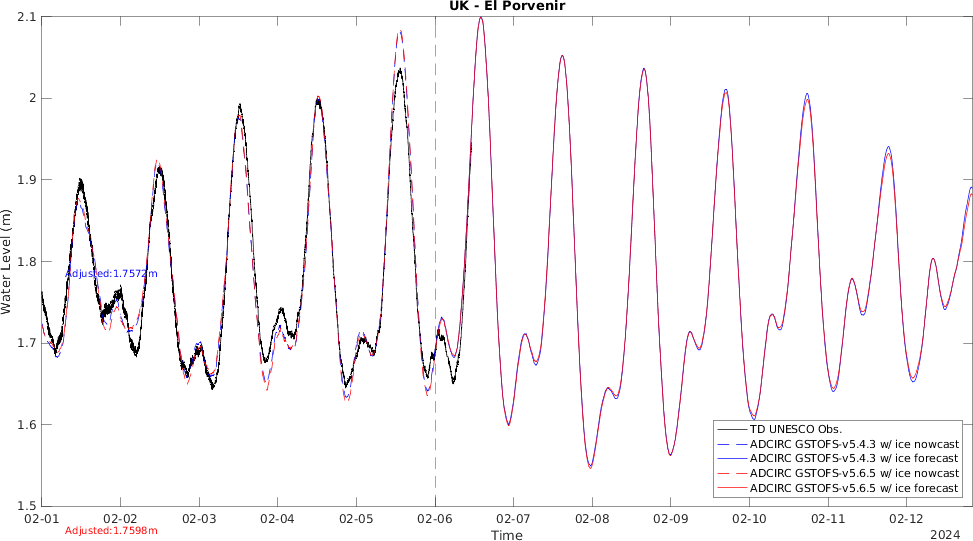 UK - El Porvenir
2.1
2
1.9
1.8
1.7
1.6
1.5
Water Level (m)
Adjusted:1.7572m
TD UNESCO Obs.
ADCIRC GSTOFS-v5.4.3 w/ ice nowcast
ADCIRC GSTOFS-v5.4.3 w/ ice forecast
ADCIRC GSTOFS-v5.6.5 w/ ice nowcast
ADCIRC GSTOFS-v5.6.5 w/ ice forecast
02-01 02-02 02-03 02-04 02-05 02-06 02-07 02-08 02-09 02-10 02-11 02-12
Adjusted:1.7598m
Time
2024